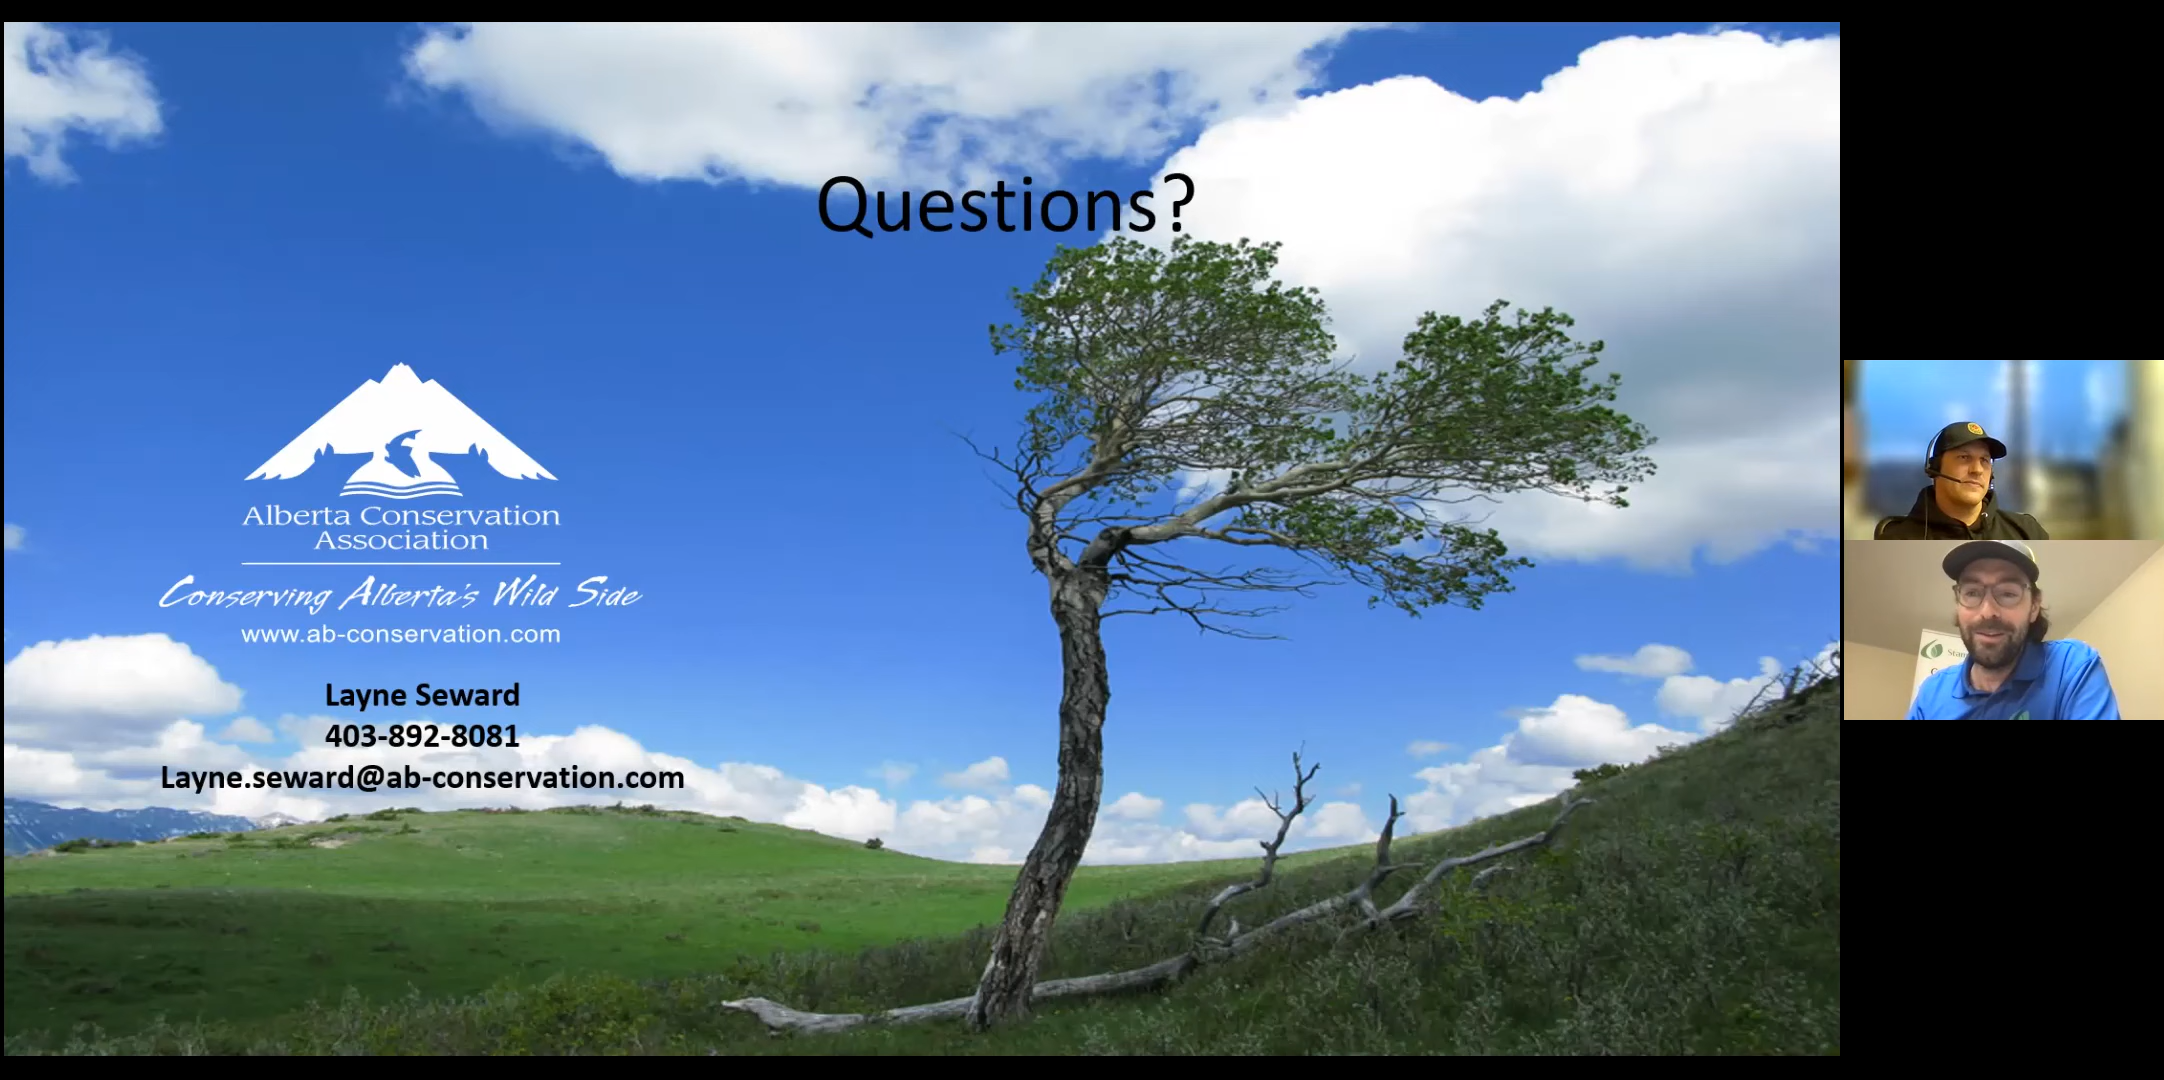 Questions?
Alberta Conservation
Association
Conserving Alberta's Wild Side
www.ab-conservation.com
Layne Seward
403-892-8081
Layne.seward@ab-conservation.com